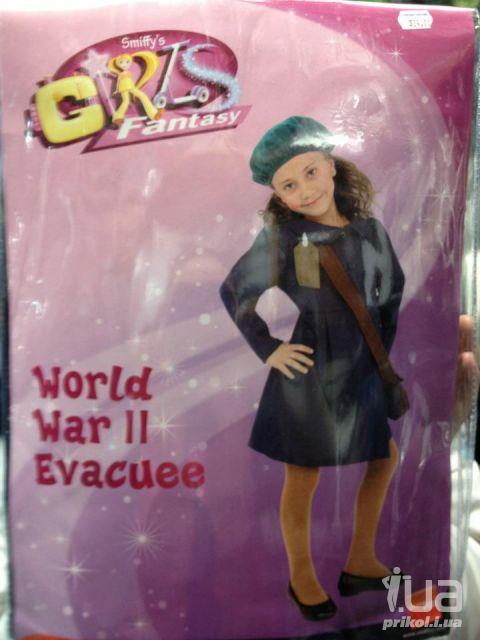 Smiffy's
GIRLS
Fantasy
World
War II
Evacuee
i.ua
prikol.i.ua